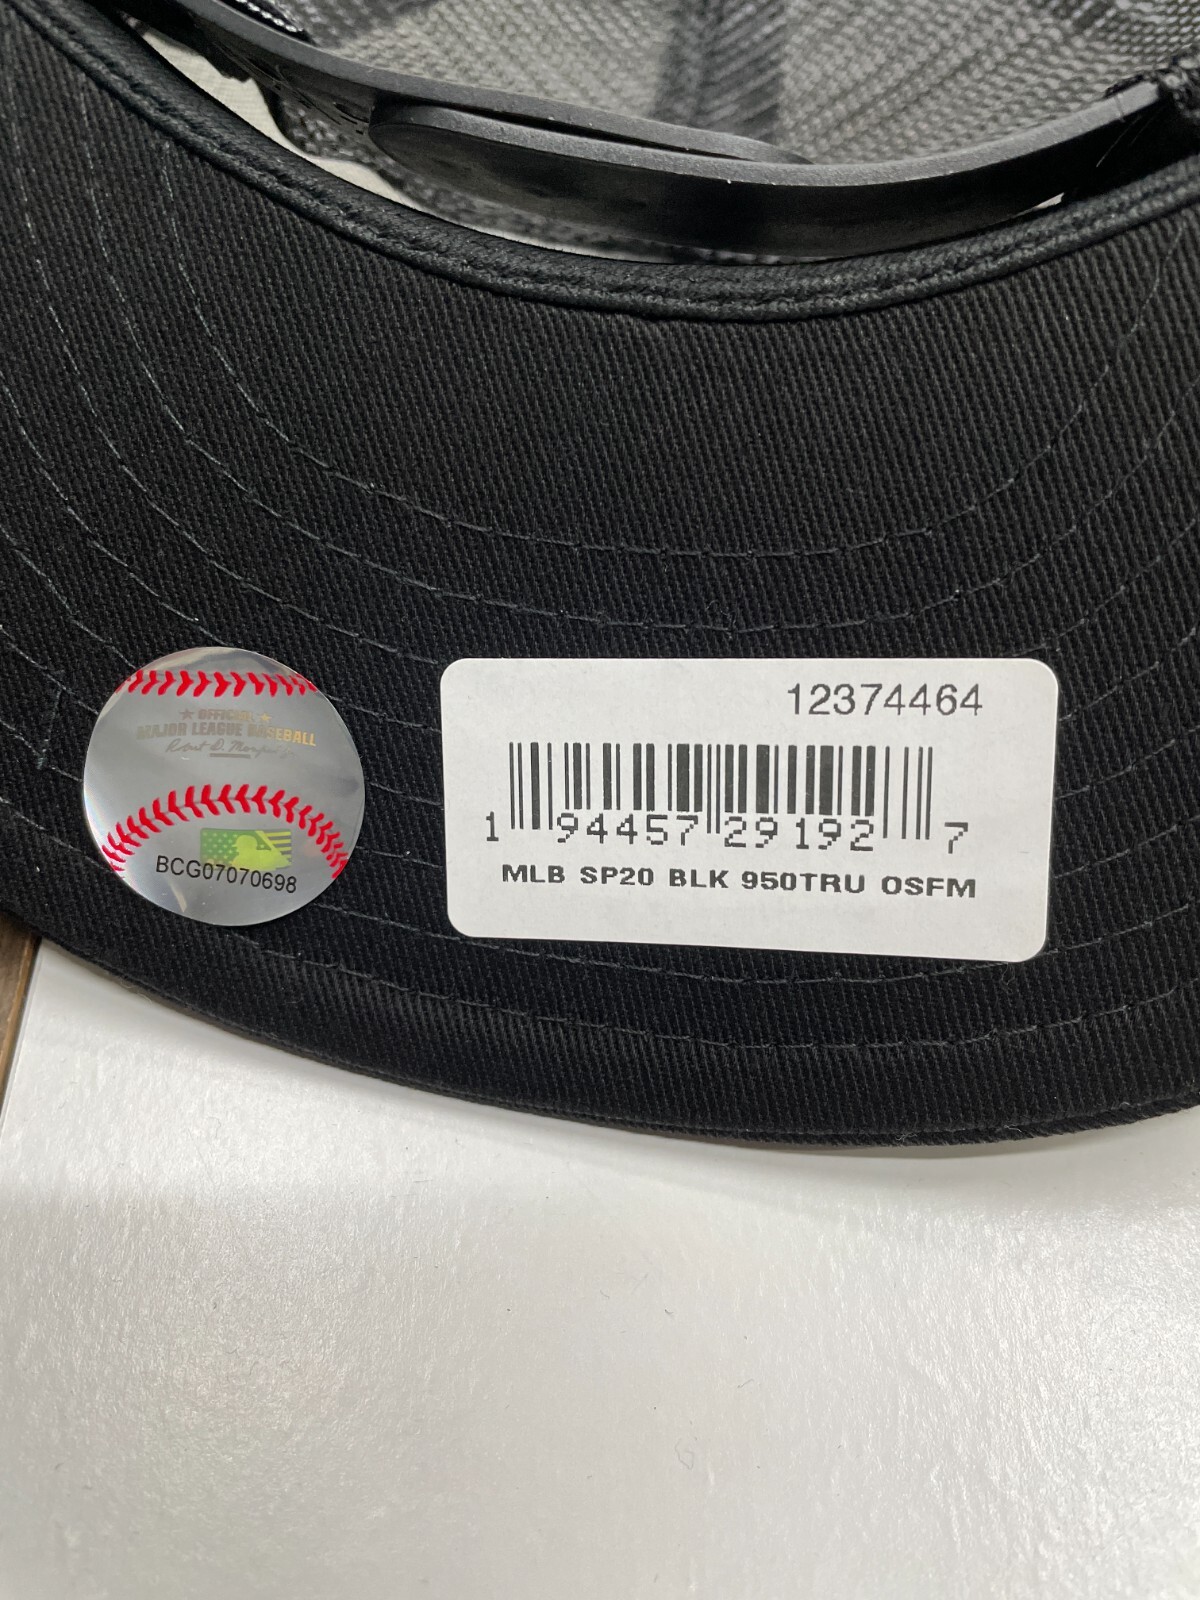 ★ OFFICIAL ★
MAJOR LEAGUE BASEBALL
BCG07070698
12374464
1 94457 29192 7
MLB SP20 BLK 950TRU OSFM